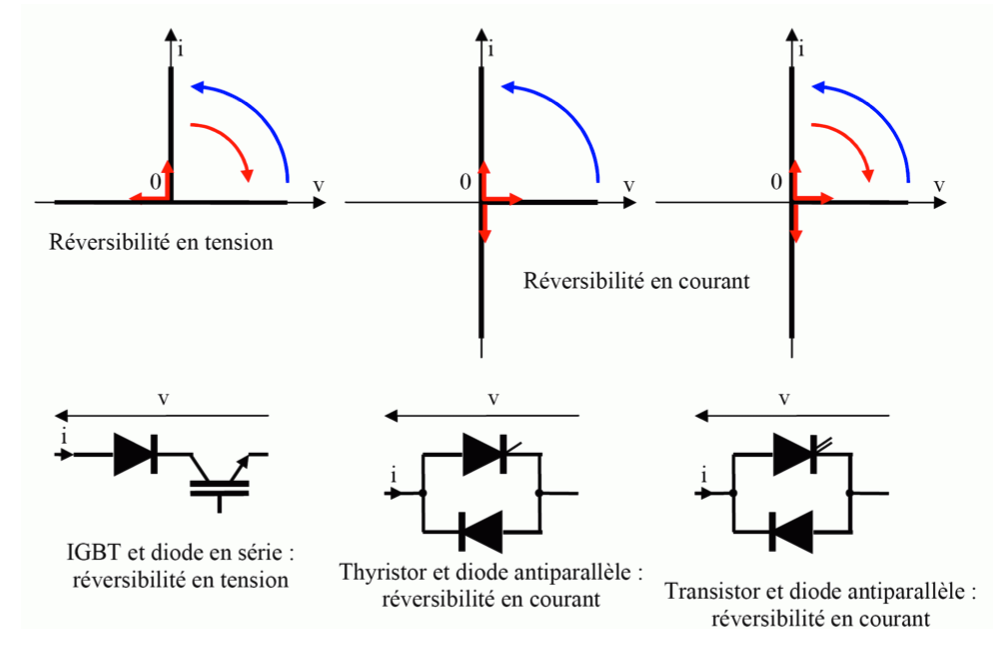 i
i
i
0
v
0
v
0
v
Réversibilité en tension
Réversibilité en courant
v
v
v
i
i
i
IGBT et diode en série :
réversibilité en tension
Thyristor et diode antiparallèle :
réversibilité en courant
Transistor et diode antiparallèle :
réversibilité en courant